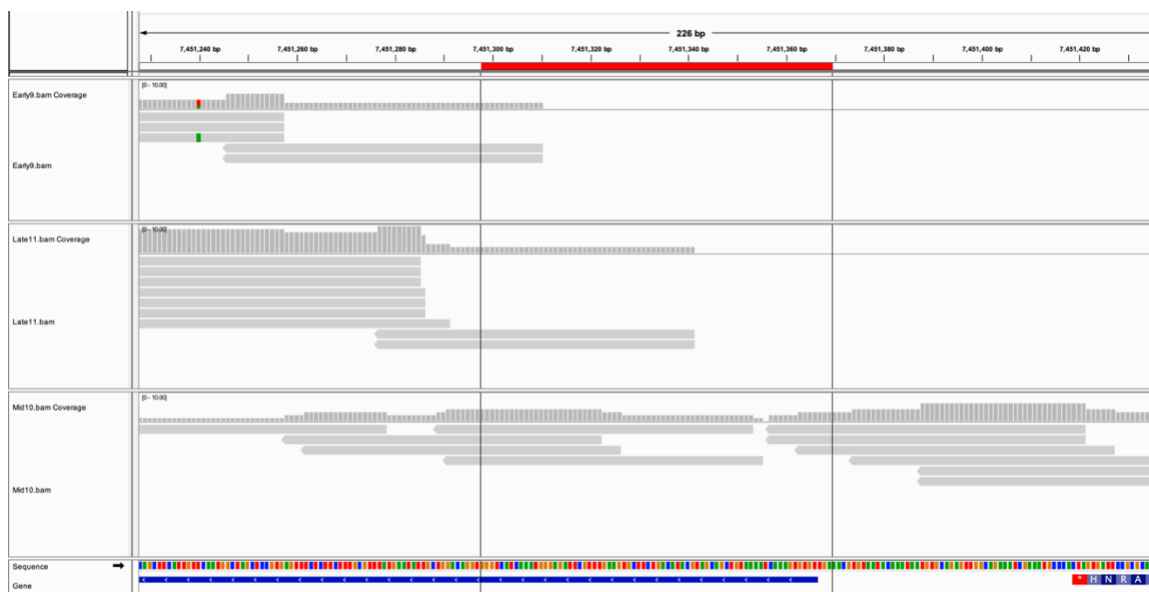 226 bp
7,451,240 bp 7,451,260 bp 7,451,280 bp 7,451,300 bp 7,451,320 bp 7,451,340 bp 7,451,360 bp 7,451,380 bp 7,451,400 bp 7,451,420 bp
[0 - 10.00]
Early9.bam Coverage
Early9.bam
[0 - 10.00]
Late11.bam Coverage
Late11.bam
[0 - 10.00]
Mid10.bam Coverage
Mid10.bam
Sequence
Gene
* H N R A